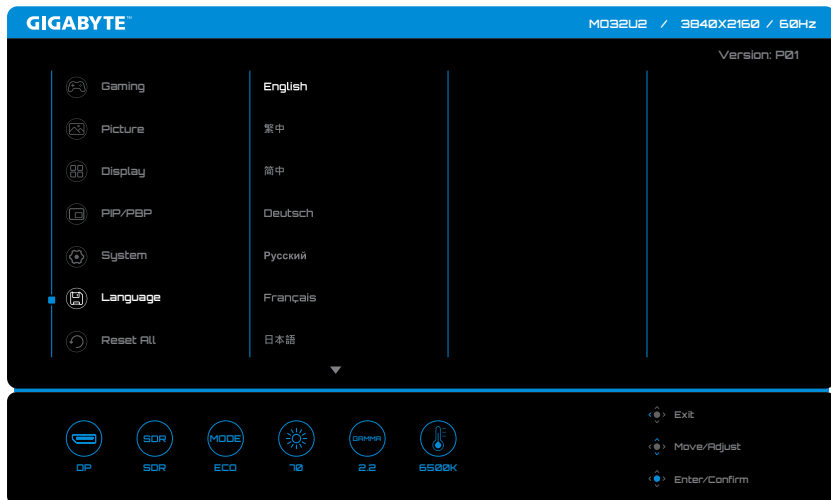 GIGABYTE™
MO32U2 / 3840X2160 / 60Hz
Version: P01
Gaming
Picture
Display
PIP/PBP
System
Language
Reset All
English
繁中
简中
Deutsch
Русский
Français
日本語
DP
SDR
SDR
MODE
ECO
70
GAMMA
2.2
6500K
Exit
Move/Adjust
Enter/Confirm